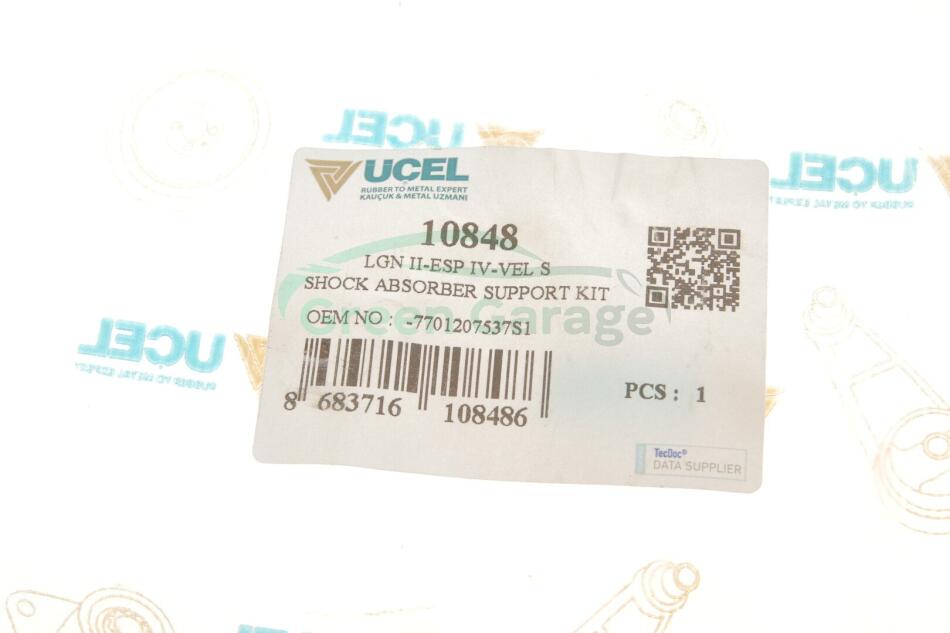 UCEL
UÇEL
UCEL
RUBBER TO METAL EXPERT
KAUÇUK & METAL UZMANI
10848
LGN II-ESP IV-VEL S
SHOCK ABSORBER SUPPORT KIT
Green Garage
OEM NO : -7701207537S1
UCEL
8 683716 108486
PCS : 1
TecDoc®
DATA SUPPLIER